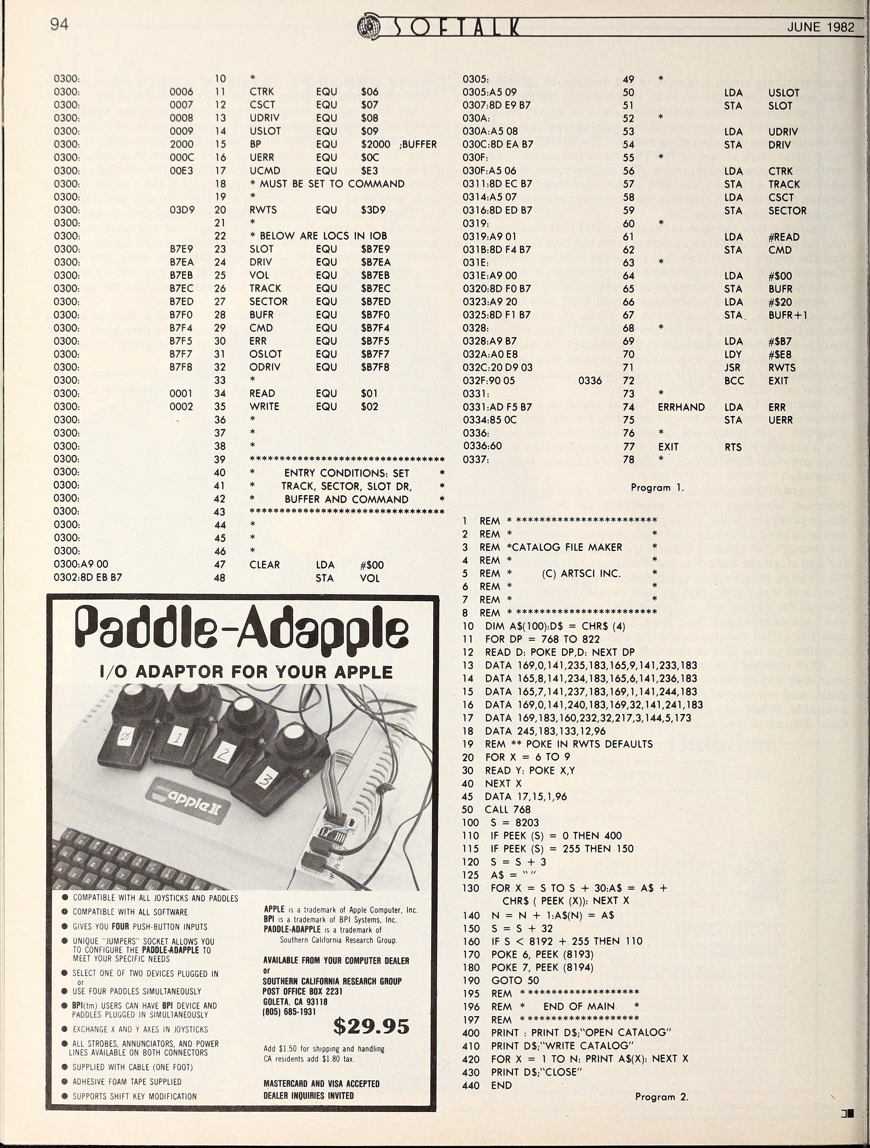 94
SOFTALK
JUNE 1982
0300: 10 *
0300: 0006 11 CTRK EQU $06
0300: 0007 12 CSCT EQU $07
0300: 0008 13 UDRIV EQU $08
0300: 0009 14 USLOT EQU $09
0300: 2000 15 BP EQU $2000 ;BUFFER
0300: 000C 16 UERR EQU $0C
0300: 00E3 17 UCMD EQU $E3
0300: 18 * MUST BE SET TO COMMAND
0300: 19 *
0300: 03D9 20 RWTS EQU $3D9
0300: 21 *
0300: 22 * BELOW ARE LOCS IN IOB
0300: B7E9 23 SLOT EQU $B7E9
0300: B7EA 24 DRIV EQU $B7EA
0300: B7EB 25 VOL EQU $B7EB
0300: B7EC 26 TRACK EQU $B7EC
0300: B7ED 27 SECTOR EQU $B7ED
0300: B7F0 28 BUFR EQU $B7F0
0300: B7F4 29 CMD EQU $B7F4
0300: B7F5 30 ERR EQU $B7F5
0300: B7F7 31 OSLOT EQU $B7F7
0300: B7F8 32 ODRIV EQU $B7F8
0300: 33 *
0300: 0001 34 READ EQU $01
0300: 0002 35 WRITE EQU $02
0300: 36 *
0300: 37 *
0300: 38 *
0300: 39 *******************************
0300: 40 * ENTRY CONDITIONS: SET *
0300: 41 * TRACK, SECTOR, SLOT DR, *
0300: 42 * BUFFER AND COMMAND *
0300: 43 *******************************
0300: 44 *
0300: 45 *
0300: 46 *
0300:A9 00 47 CLEAR LDA #$00
0302:8D EB B7 48 STA VOL
0305: 49 *
0305:A5 09 50 LDA USLOT
0307:8D E9 B7 51 STA SLOT
030A: 52 *
030A:A5 08 53 LDA UDRIV
030C:8D EA B7 54 STA DRIV
030F: 55 *
030F:A5 06 56 LDA CTRK
0311:8D EC B7 57 STA TRACK
0314:A5 07 58 LDA CSCT
0316:8D ED B7 59 STA SECTOR
0319: 60 *
0319:A9 01 61 LDA #READ
031B:8D F4 B7 62 STA CMD
031E: 63 *
031E:A9 00 64 LDA #$00
0320:8D F0 B7 65 STA BUFR
0323:A9 20 66 LDA #$20
0325:8D F1 B7 67 STA BUFR+1
0328: 68 *
0328:A9 B7 69 LDA #$B7
032A:A0 E8 70 LDY #$E8
032C:20 D9 03 71 JSR RWTS
032F:90 05 0336 72 BCC EXIT
0331: 73 *
0331:AD F5 B7 74 ERRHAND LDA ERR
0334:85 0C 75 STA UERR
0336: 76 *
0336:60 77 EXIT RTS
0337: 78 *
Program 1.
1 REM * *************************
2 REM * *
3 REM *CATALOG FILE MAKER *
4 REM * *
5 REM * (C) ARTSCI INC. *
6 REM * *
7 REM * *
8 REM * *************************
10 DIM A$(100):D$ = CHR$ (4)
11 FOR DP = 768 TO 822
12 READ D: POKE DP,D: NEXT DP
13 DATA 169,0,141,235,183,165,9,141,233,183
14 DATA 165,8,141,234,183,165,6,141,236,183
15 DATA 165,7,141,237,183,169,1,141,244,183
16 DATA 169,0,141,240,183,169,32,141,241,183
17 DATA 169,183,160,232,32,217,3,144,5,173
18 DATA 245,183,133,12,96
19 REM ** POKE IN RWTS DEFAULTS
20 FOR X = 6 TO 9
30 READ Y: POKE X,Y
40 NEXT X
45 DATA 17,15,1,96
50 CALL 768
100 S = 8203
110 IF PEEK (S) = 0 THEN 400
115 IF PEEK (S) = 255 THEN 150
120 S = S + 3
125 A$ = ""
130 FOR X = S TO S + 30:A$ = A$ +
CHR$ ( PEEK (X)): NEXT X
140 N = N + 1:A$(N) = A$
150 S = S + 32
160 IF S < 8192 + 255 THEN 110
170 POKE 6, PEEK (8193)
180 POKE 7, PEEK (8194)
190 GOTO 50
195 REM *********************
196 REM * END OF MAIN *
197 REM *********************
400 PRINT : PRINT D$;"OPEN CATALOG"
410 PRINT D$;"WRITE CATALOG"
420 FOR X = 1 TO N: PRINT A$(X): NEXT X
430 PRINT D$;"CLOSE"
440 END
Program 2.
Paddle-Adapple
I/O ADAPTOR FOR YOUR APPLE
0
1
2
3
apple II
● COMPATIBLE WITH ALL JOYSTICKS AND PADDLES
● COMPATIBLE WITH ALL SOFTWARE
● GIVES YOU FOUR PUSH-BUTTON INPUTS
● UNIQUE "JUMPERS" SOCKET ALLOWS YOU
TO CONFIGURE THE PADDLE-ADAPPLE TO
MEET YOUR SPECIFIC NEEDS
● SELECT ONE OF TWO DEVICES PLUGGED IN
or
● USE FOUR PADDLES SIMULTANEOUSLY
● BPI(tm) USERS CAN HAVE BPI DEVICE AND
PADDLES PLUGGED IN SIMULTANEOUSLY
● EXCHANGE X AND Y AXES IN JOYSTICKS
● ALL STROBES, ANNUNCIATORS, AND POWER
LINES AVAILABLE ON BOTH CONNECTORS
● SUPPLIED WITH CABLE (ONE FOOT)
● ADHESIVE FOAM TAPE SUPPLIED
● SUPPORTS SHIFT KEY MODIFICATION
APPLE is a trademark of Apple Computer, Inc.
BPI is a trademark of BPI Systems, Inc.
PADDLE-ADAPPLE is a trademark of
Southern California Research Group.
AVAILABLE FROM YOUR COMPUTER DEALER
or
SOUTHERN CALIFORNIA RESEARCH GROUP
POST OFFICE BOX 2231
GOLETA, CA 93118
(805) 685-1931
$29.95
Add $1.50 for shipping and handling
CA residents add $1.80 tax.
MASTERCARD AND VISA ACCEPTED
DEALER INQUIRIES INVITED